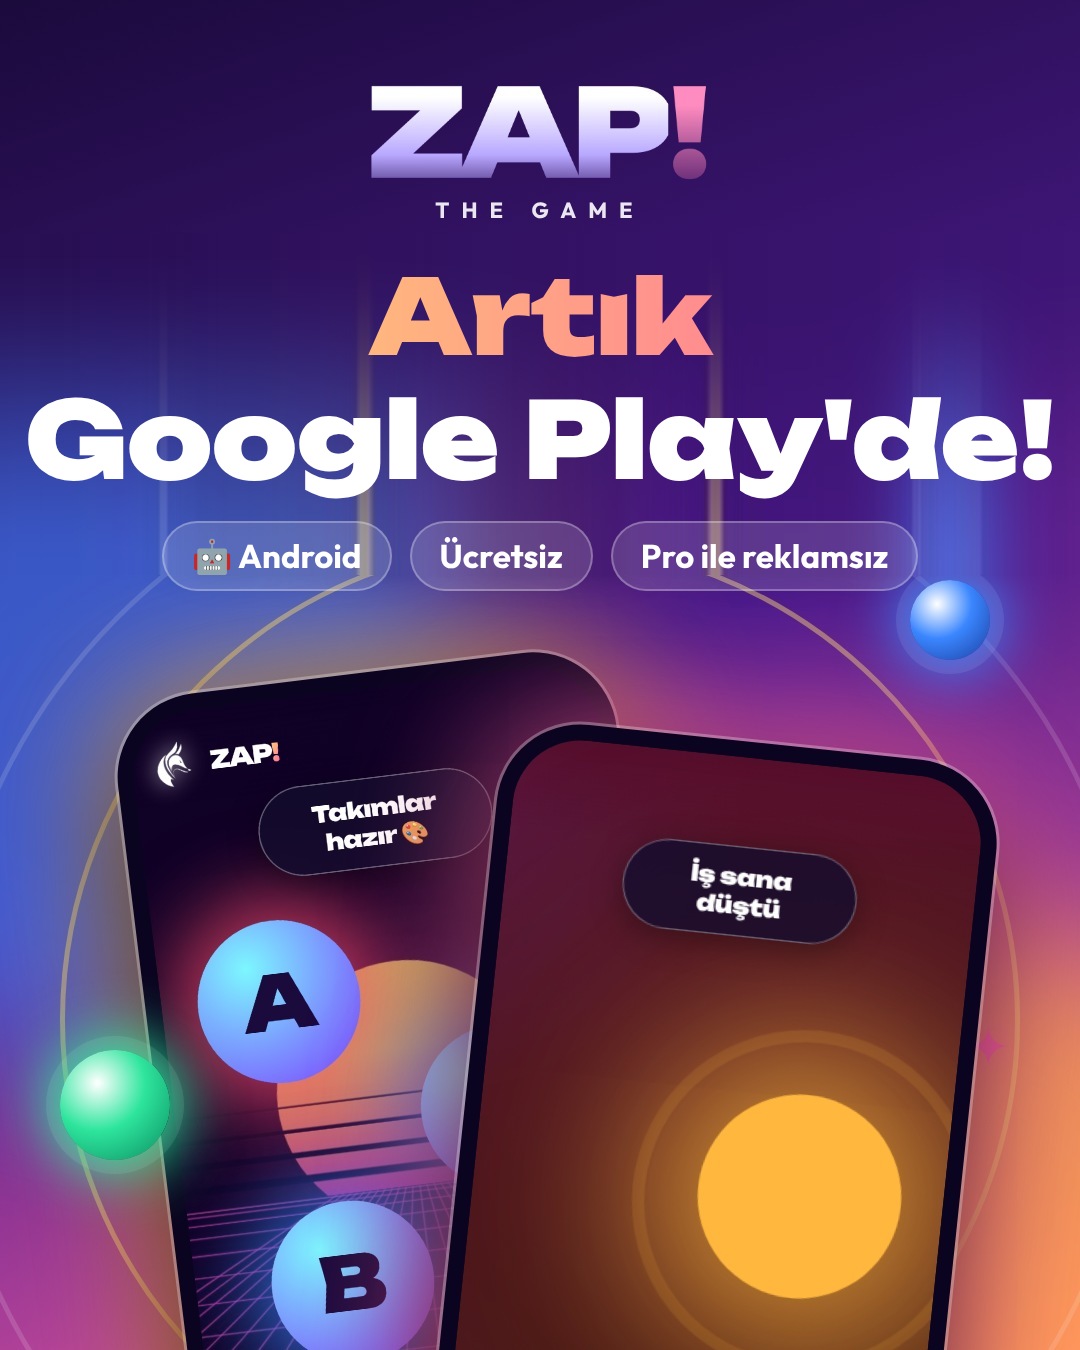 ZAP!
THE GAME
Artık
Google Play'de!
🤖 Android
Ücretsiz
Pro ile reklamsız
ZAP!
Takımlar
hazır 🎨
İş sana
düştü
A
B